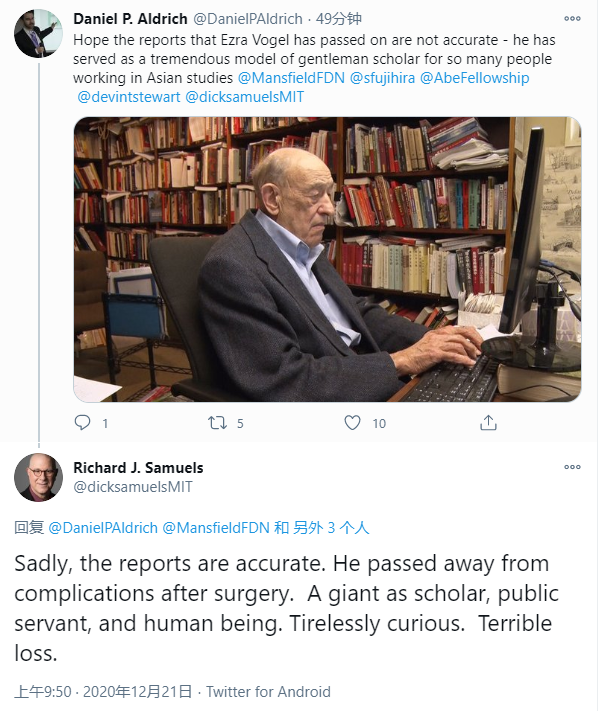 Daniel P. Aldrich @DanielPAldrich · 49分钟
Hope the reports that Ezra Vogel has passed on are not accurate - he has
served as a tremendous model of gentleman scholar for so many people
working in Asian studies @MansfieldFDN @sfujihira @AbeFellowship
@devintstewart @dicksamuelsMIT
1 5 10
Richard J. Samuels
@dicksamuelsMIT
回复 @DanielPAldrich @MansfieldFDN 和 另外 3 个人
Sadly, the reports are accurate. He passed away from
complications after surgery. A giant as scholar, public
servant, and human being. Tirelessly curious. Terrible
loss.
上午9:50 · 2020年12月21日 · Twitter for Android